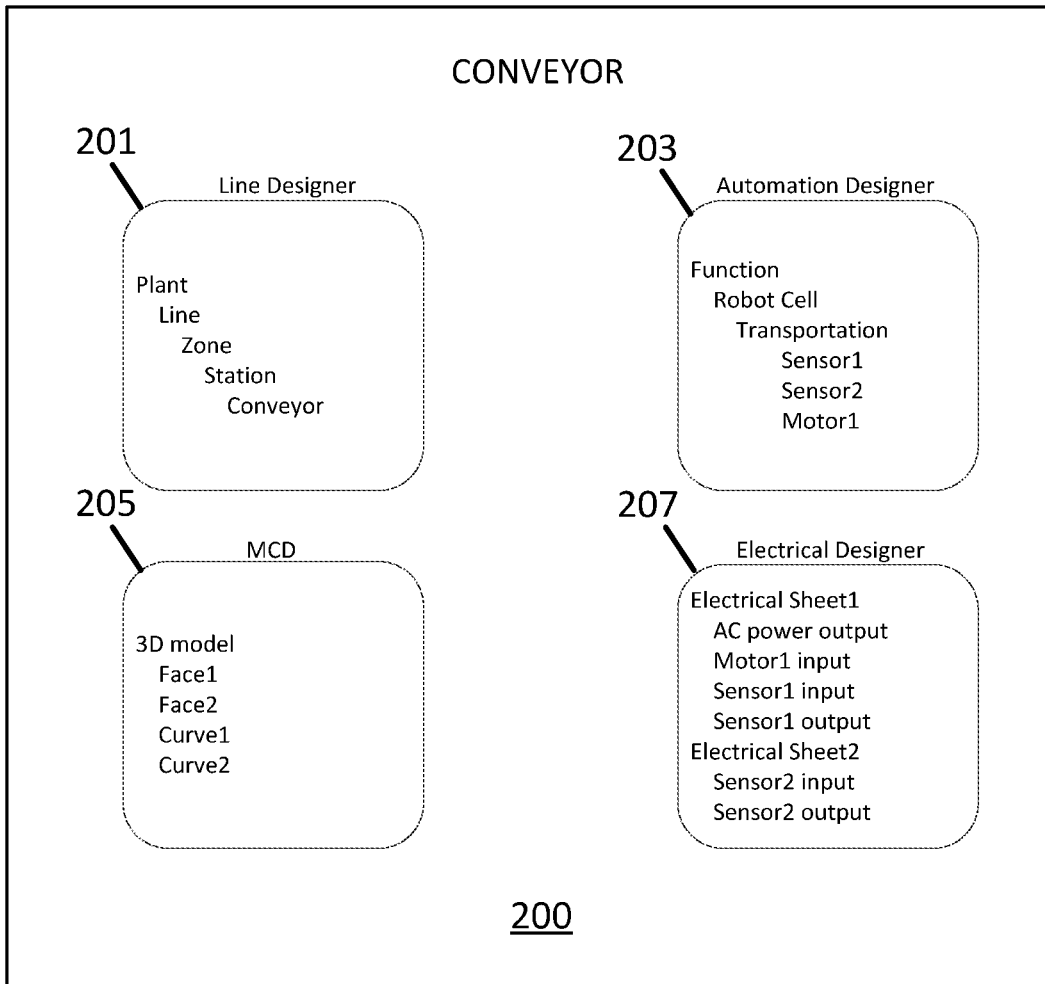 CONVEYOR
201
Line Designer
Plant
Line
Zone
Station
Conveyor
203
Automation Designer
Function
Robot Cell
Transportation
Sensor1
Sensor2
Motor1
205
MCD
3D model
Face1
Face2
Curve1
Curve2
207
Electrical Designer
Electrical Sheet1
AC power output
Motor1 input
Sensor1 input
Sensor1 output
Electrical Sheet2
Sensor2 input
Sensor2 output
200